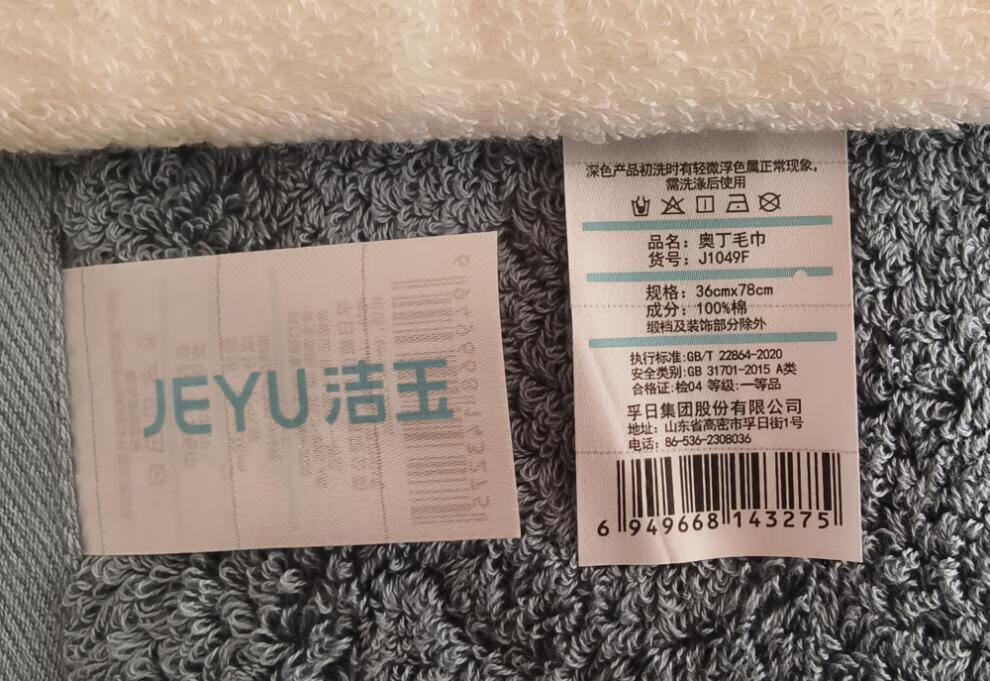 JEYU 洁玉
深色产品初洗时有轻微浮色属正常现象,
需洗涤后使用
品名: 奥丁毛巾
货号: J1049F
规格: 36cmx78cm
成分: 100%棉
缎档及装饰部分除外
执行标准:GB/T 22864-2020
安全类别:GB 31701-2015 A类
合格证:检04 等级:一等品
孚日集团股份有限公司
地址: 山东省高密市孚日街1号
电话: 86-536-2308036
6 949668 143275